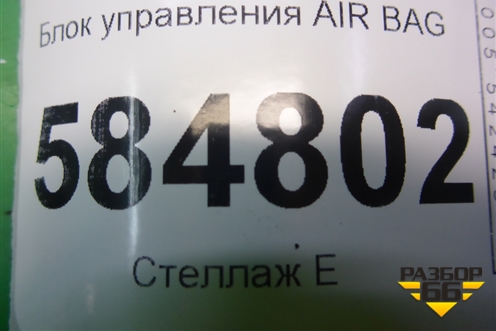 Блок управления AIR BAG
584802
Стеллаж Е
РАЗБОР
66